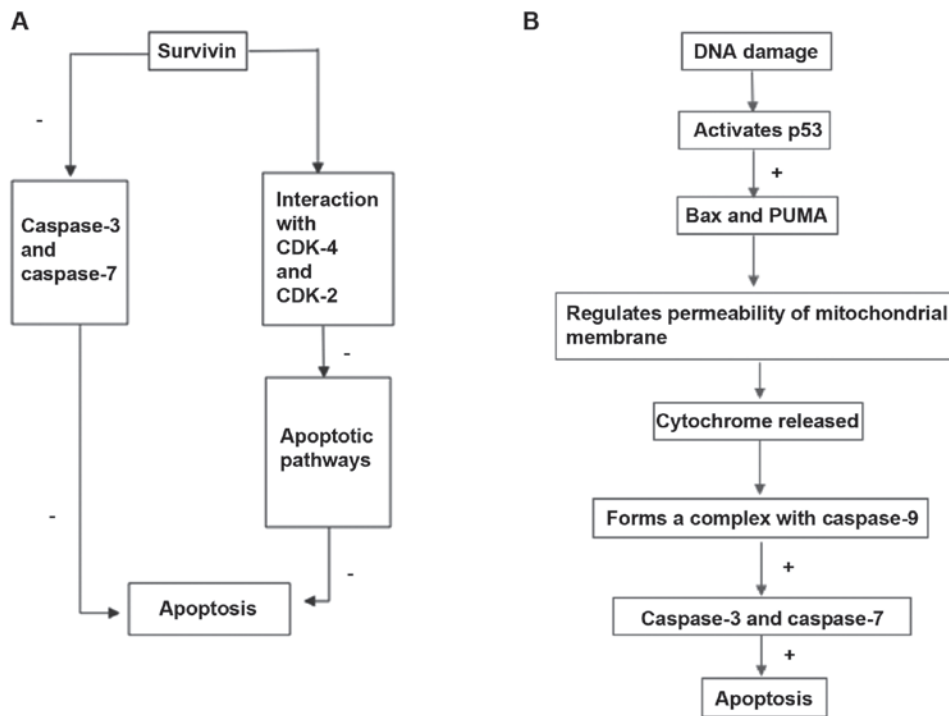 A
Survivin
-
Caspase-3
and
caspase-7
Interaction
with
CDK-4
and
CDK-2
-
Apoptotic
pathways
-
-
Apoptosis
B
DNA damage
Activates p53
+
Bax and PUMA
Regulates permeability of mitochondrial
membrane
Cytochrome released
Forms a complex with caspase-9
+
Caspase-3 and caspase-7
+
Apoptosis